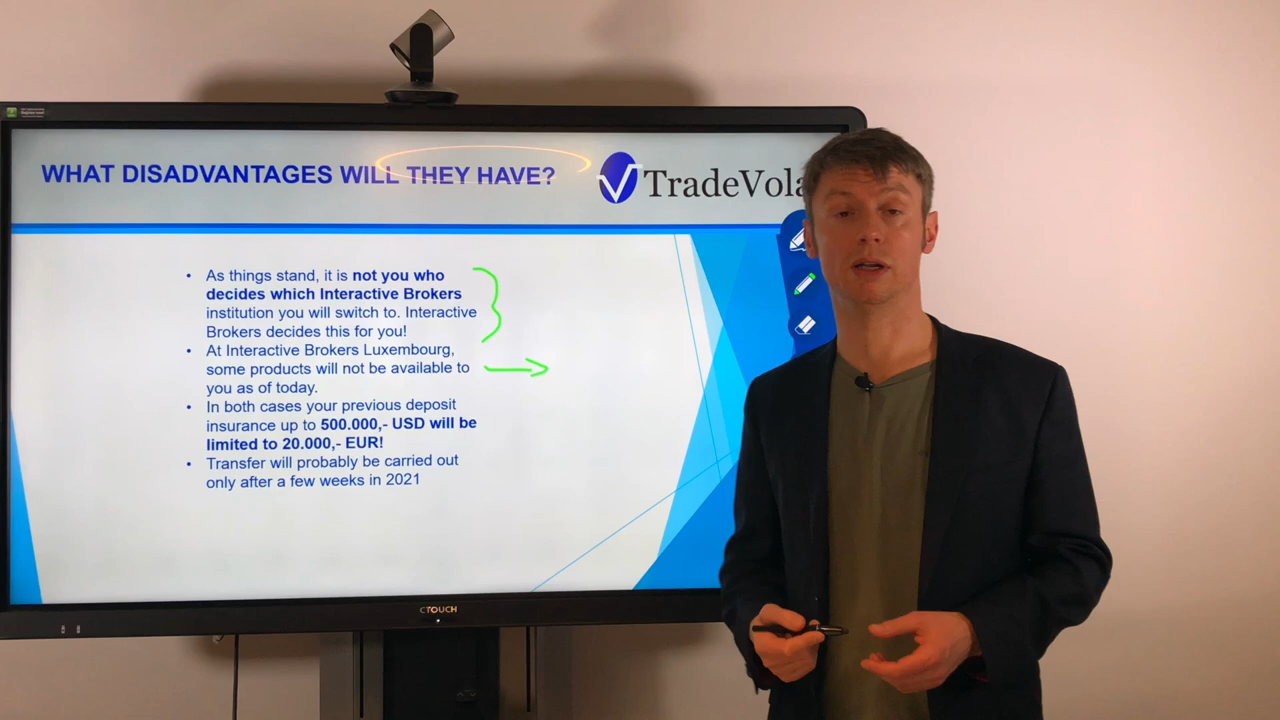 WHAT DISADVANTAGES WILL THEY HAVE?
TradeVola
• As things stand, it is not you who
decides which Interactive Brokers
institution you will switch to. Interactive
Brokers decides this for you!
• At Interactive Brokers Luxembourg,
some products will not be available to
you as of today.
• In both cases your previous deposit
insurance up to 500.000,- USD will be
limited to 20.000,- EUR!
• Transfer will probably be carried out
only after a few weeks in 2021
CTOUCH